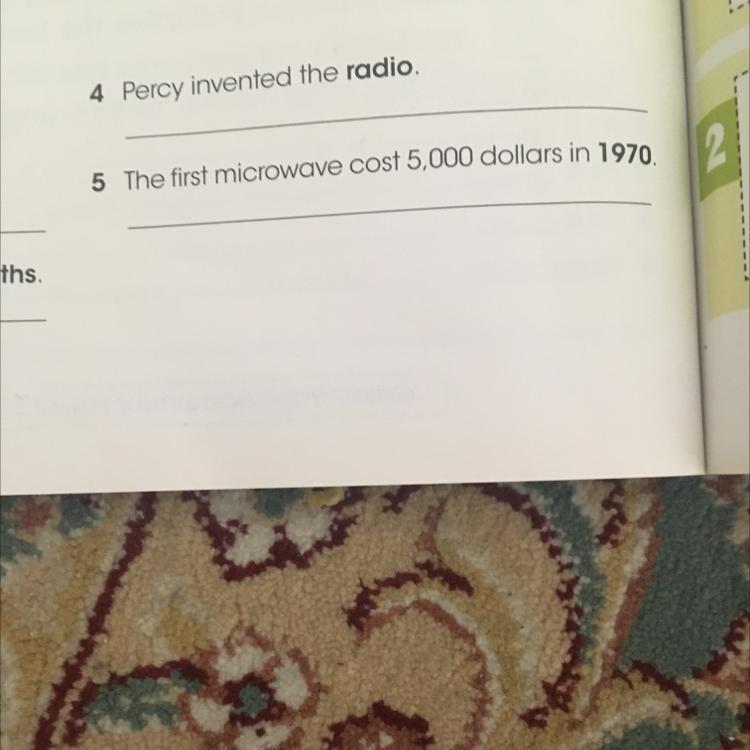 4 Percy invented the radio.
5 The first microwave cost 5,000 dollars in 1970.
ths.
2